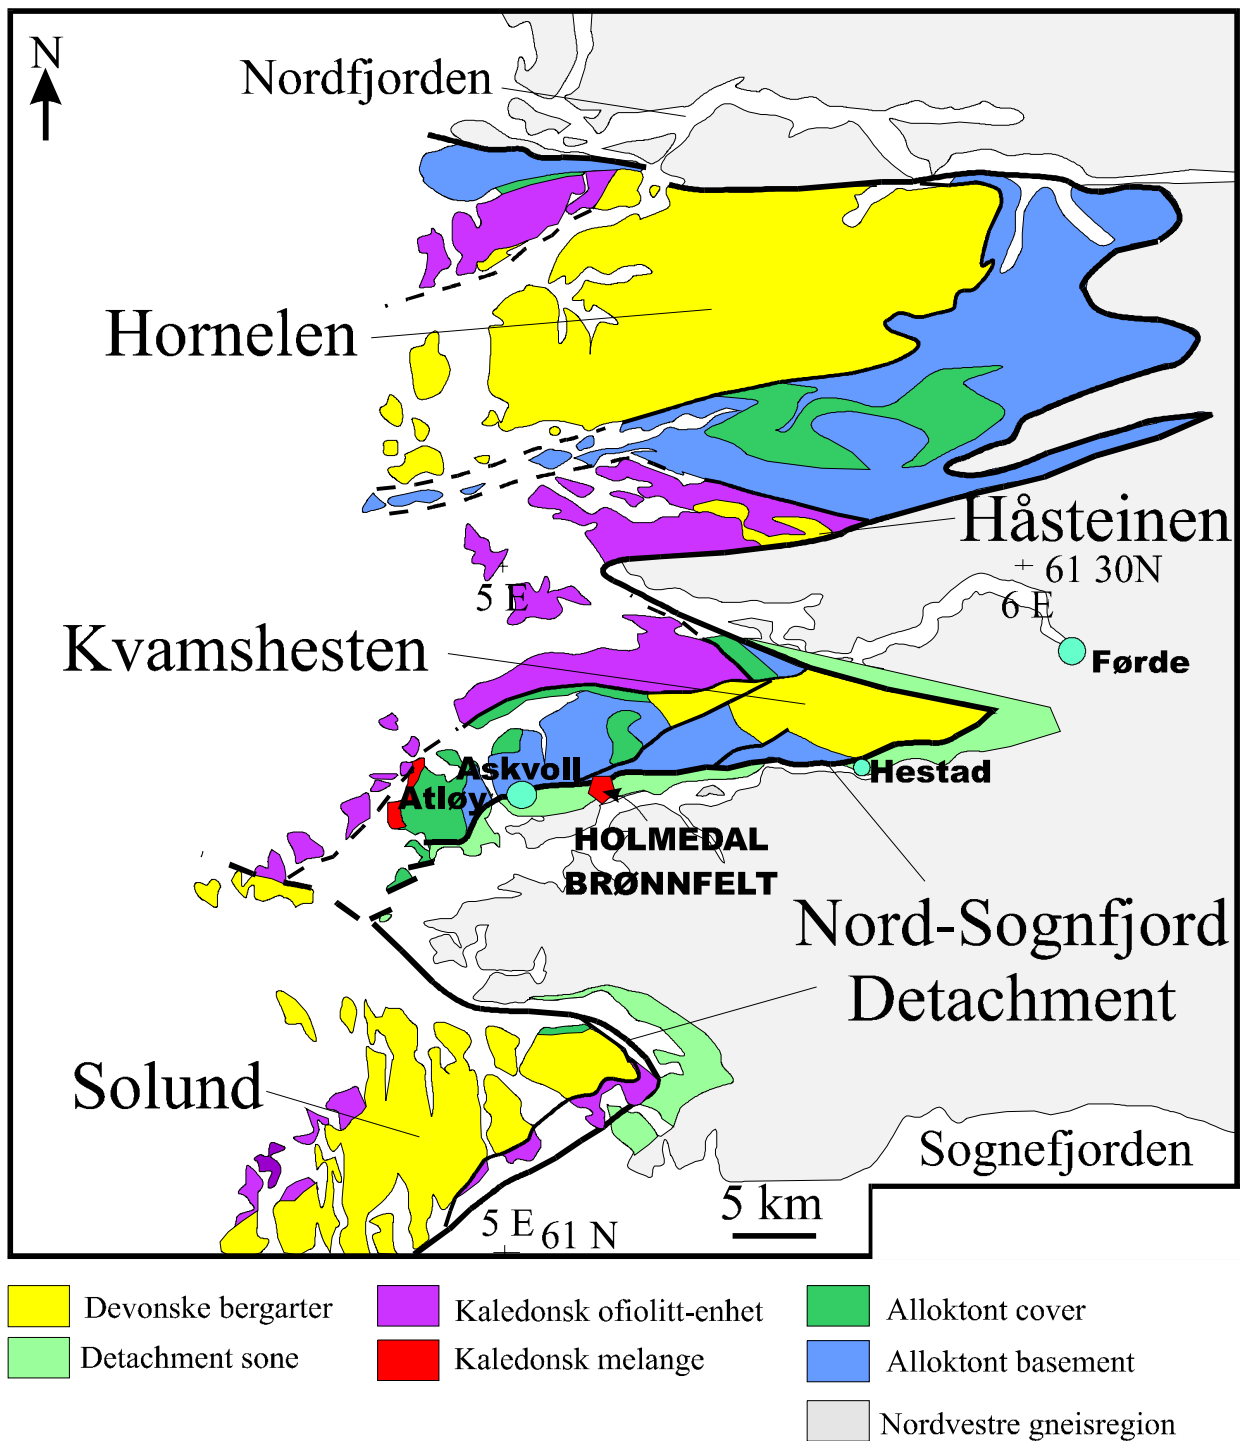 N
Nordfjorden
Hornelen
Håsteinen
5 E
61 30N
6 E
Kvamshesten
Førde
Askvoll
Hestad
Atløy
HOLMEDAL
BRØNNFELT
Nord-Sognfjord
Detachment
Solund
Sognefjorden
5 km
5 E
61 N
Devonske bergarter
Kaledonsk ofiolitt-enhet
Alloktont cover
Detachment sone
Kaledonsk melange
Alloktont basement
Nordvestre gneisregion